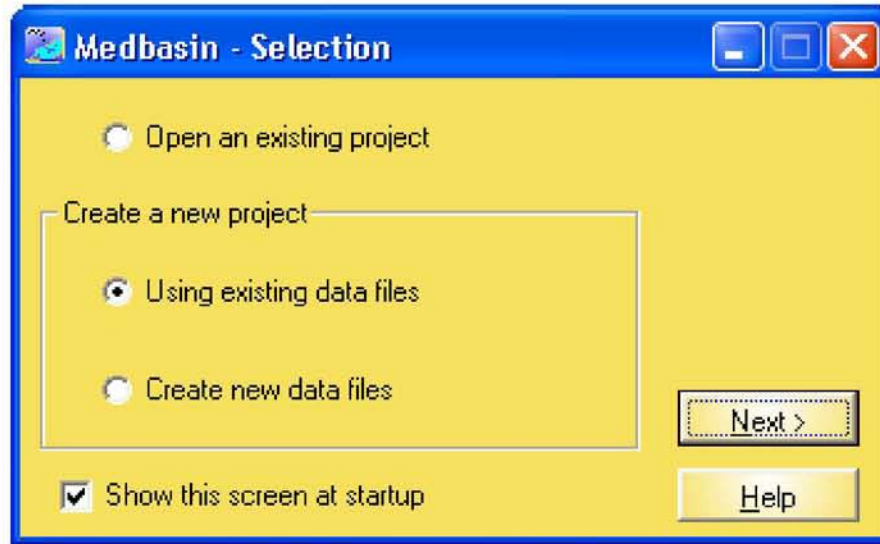 Medbasin - Selection
Open an existing project
Create a new project
Using existing data files
Create new data files
Next >
Show this screen at startup
Help